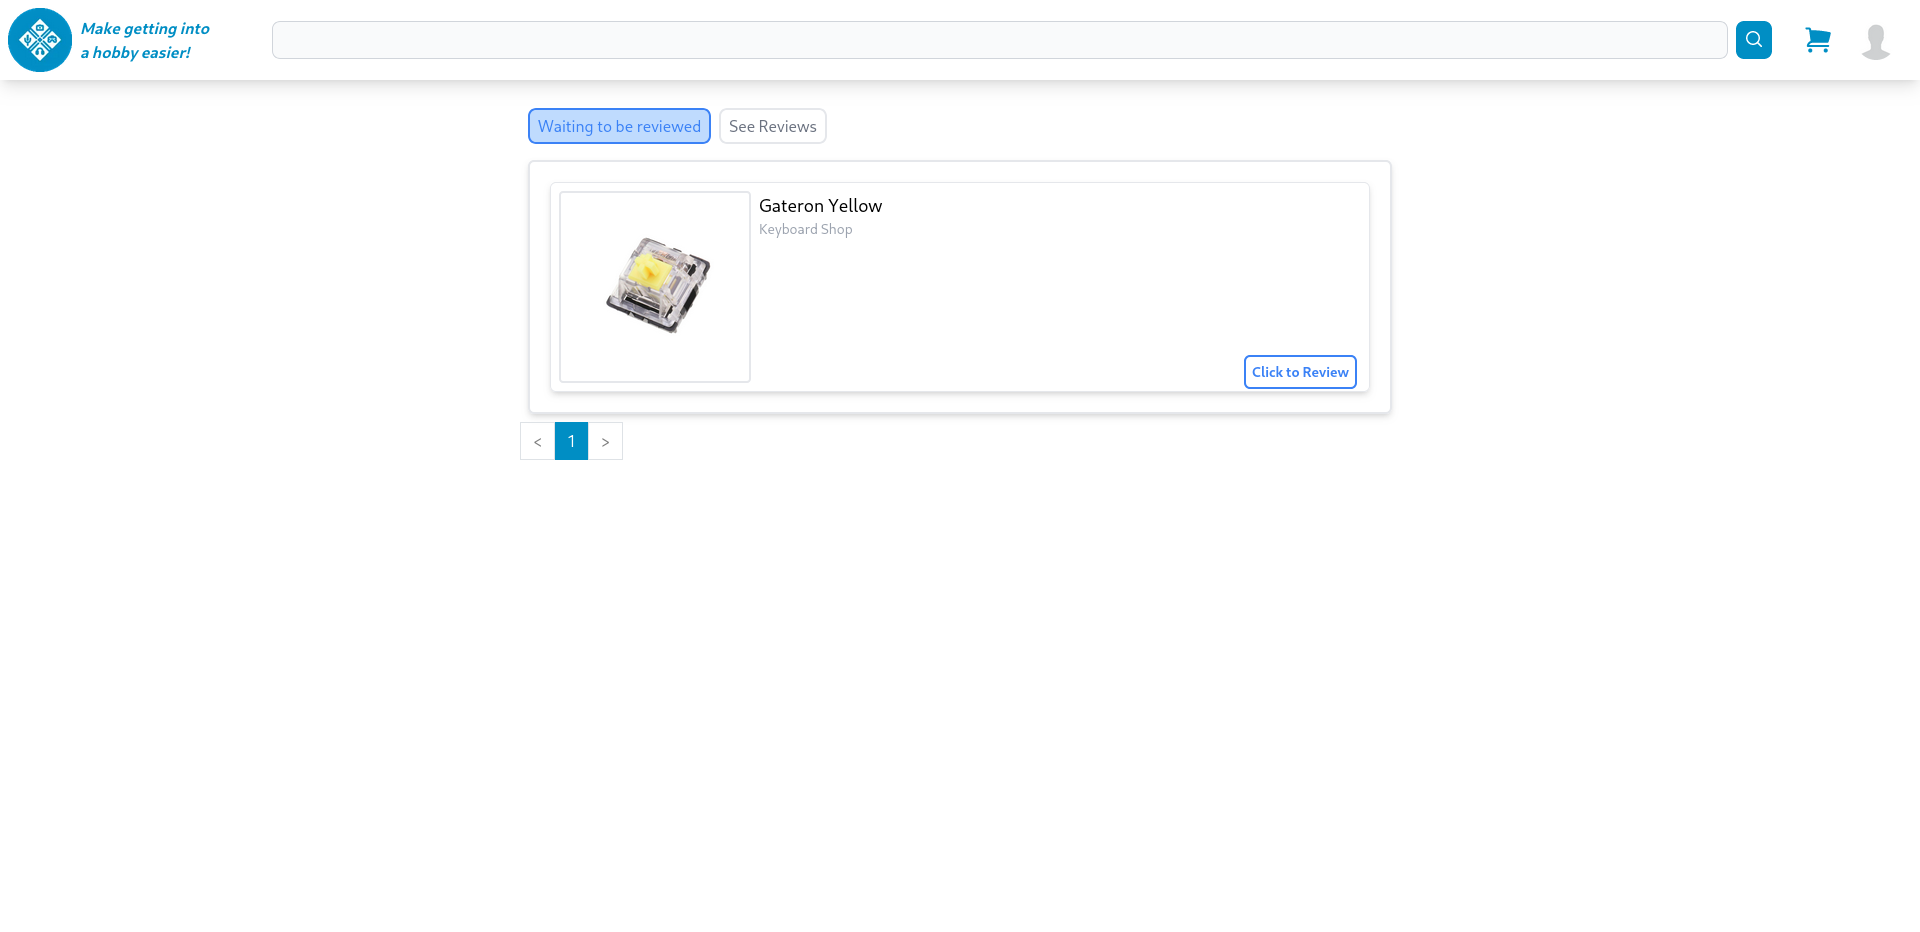 Make getting into
a hobby easier!
Waiting to be reviewed
See Reviews
Gateron Yellow
Keyboard Shop
Click to Review
< 1 >